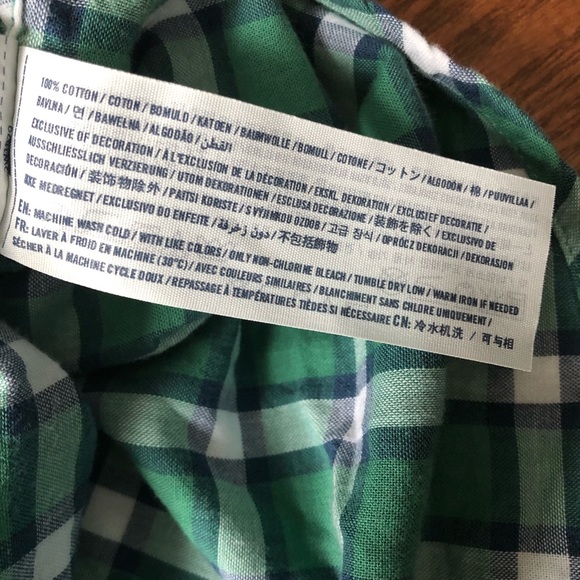 100% COTTON / COTON / BOMULD / KATOEN / BAUMWOLLE / BOMULL / COTONE / コットン / ALGODÓN / 棉 / PUUVILLAA /
BAVLNA / 면 / BAWEŁNA / ALGODÃO / القطن
EXCLUSIVE OF DECORATION / À L'EXCLUSION DE LA DÉCORATION / EKSKL. DEKORATION / EXCLUSIEF DECORATIE /
AUSSCHLIESSLICH VERZIERUNG / UTOM DEKORATIONEN / ESCLUSA DECORAZIONE / 装飾を除く / EXCLUSIVO DE
DECORACIÓN / 装饰物除外 / PAITSI KORISTE / S VÝJIMKOU OZDOB / 고급 장식 / OPRÓCZ DEKORACJI / DEKORASJON
IKKE MEDREGNET / EXCLUSIVO DO ENFEITE / دون زخرفة / 不包括飾物
EN: MACHINE WASH COLD / WITH LIKE COLORS / ONLY NON-CHLORINE BLEACH / TUMBLE DRY LOW / WARM IRON IF NEEDED
FR: LAVER À FROID EN MACHINE (30°C) / AVEC COULEURS SIMILAIRES / BLANCHIMENT SANS CHLORE UNIQUEMENT /
SÉCHER À LA MACHINE CYCLE DOUX / REPASSAGE À TEMPÉRATURES TIÈDES SI NÉCESSAIRE CN: 冷水机洗 / 可与相